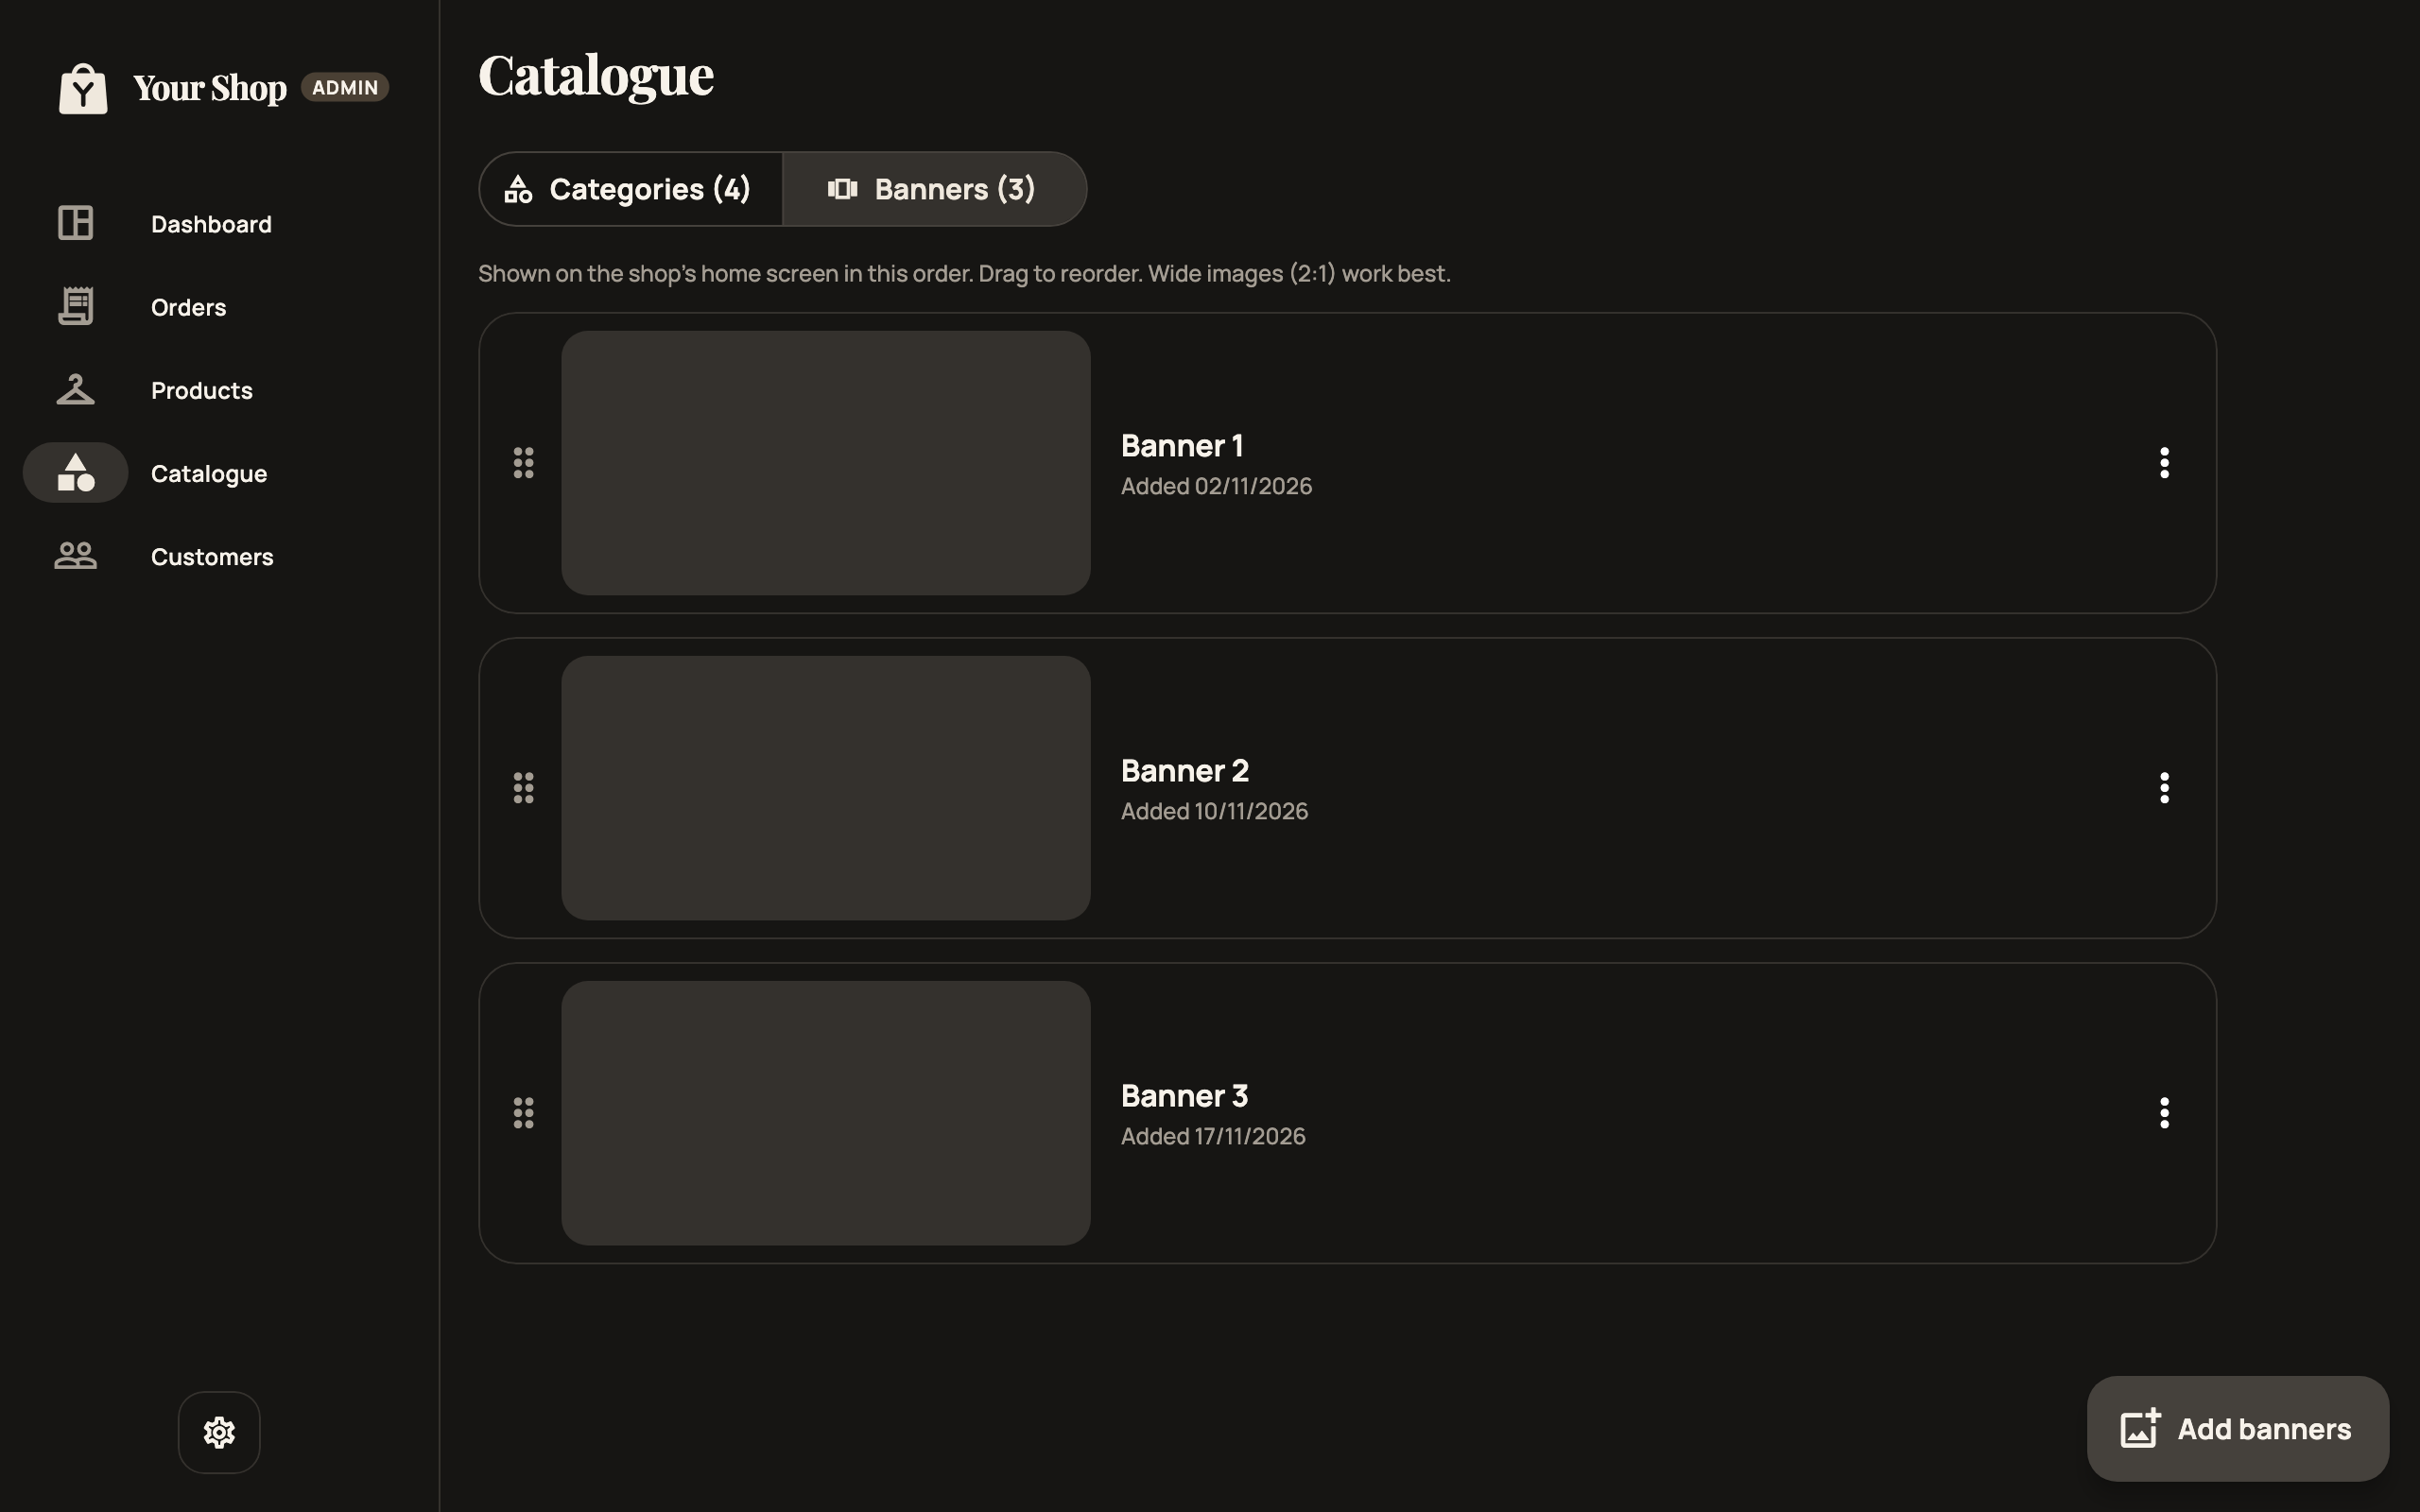 Your Shop ADMIN
Dashboard
Orders
Products
Catalogue
Customers
Catalogue
Categories (4)
Banners (3)
Shown on the shop's home screen in this order. Drag to reorder. Wide images (2:1) work best.
Banner 1
Added 02/11/2026
Banner 2
Added 10/11/2026
Banner 3
Added 17/11/2026
Add banners